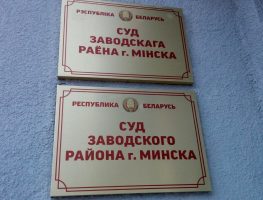 РЭСПУБЛІКА БЕЛАРУСЬ
СУД
ЗАВОДСКАГА
РАЁНА г. МІНСКА
РЕСПУБЛИКА БЕЛАРУСЬ
СУД
ЗАВОДСКОГО
РАЙОНА г. МИНСКА